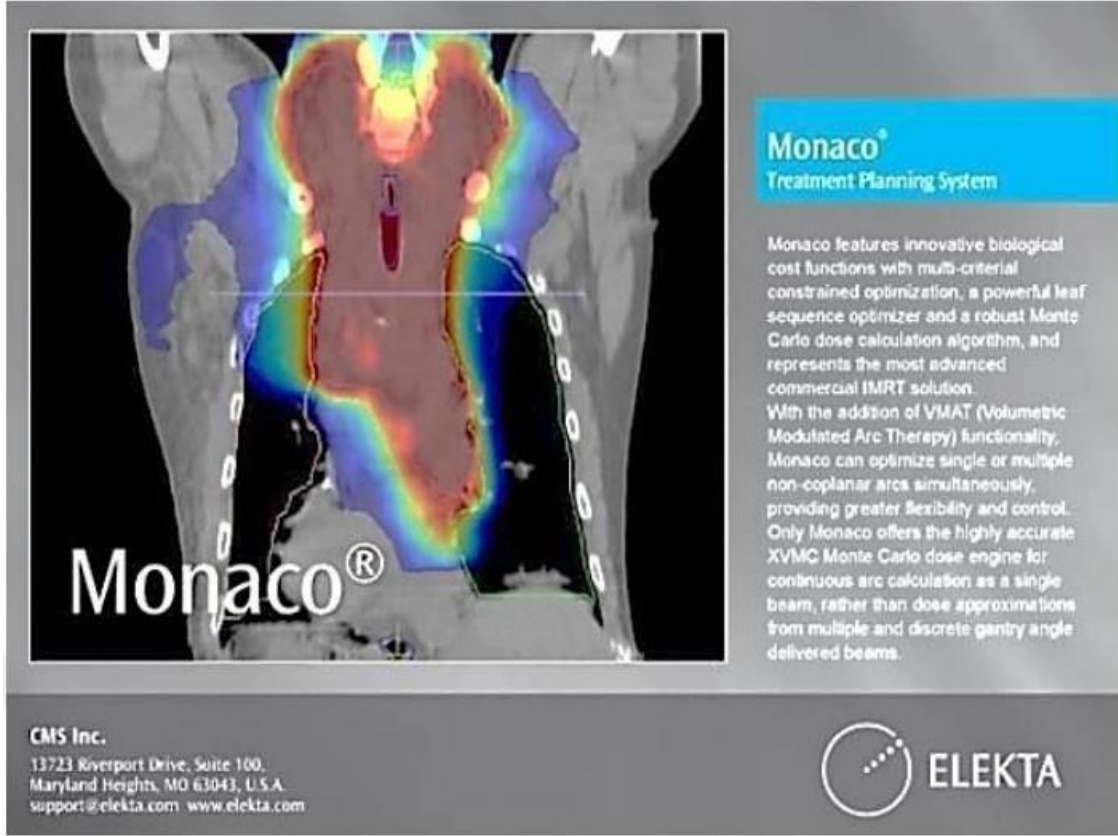 Monaco®
Monaco®
Treatment Planning System
Monaco features innovative biological
cost functions with multi-criterial
constrained optimization, a powerful leaf
sequence optimizer and a robust Monte
Carlo dose calculation algorithm, and
represents the most advanced
commercial IMRT solution.
With the addition of VMAT (Volumetric
Modulated Arc Therapy) functionality,
Monaco can optimize single or multiple
non-coplanar arcs simultaneously,
providing greater flexibility and control.
Only Monaco offers the highly accurate
XVMC Monte Carlo dose engine for
continuous arc calculation as a single
beam, rather than dose approximations
from multiple and discrete gantry angle
delivered beams.
CMS Inc.
13723 Riverport Drive, Suite 100,
Maryland Heights, MO 63043, U.S.A.
support@elekta.com www.elekta.com
ELEKTA